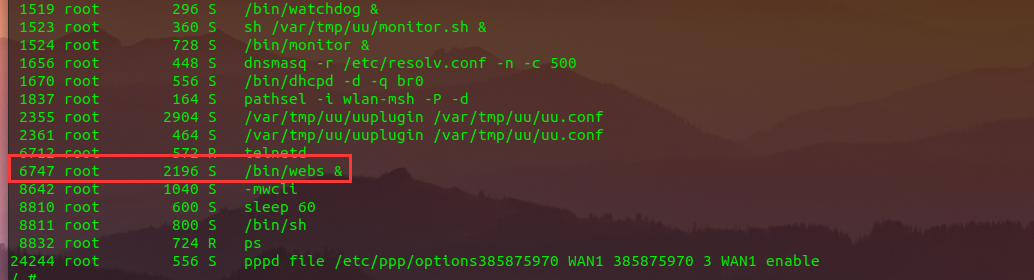 1519 root 296 S /bin/watchdog &
1523 root 360 S sh /var/tmp/uu/monitor.sh &
1524 root 728 S /bin/monitor &
1656 root 448 S dnsmasq -r /etc/resolv.conf -n -c 500
1670 root 556 S /bin/dhcpd -d -q br0
1837 root 164 S pathsel -i wlan-msh -P -d
2355 root 2904 S /var/tmp/uu/uuplugin /var/tmp/uu/uu.conf
2361 root 464 S /var/tmp/uu/uuplugin /var/tmp/uu/uu.conf
6712 root 572 R telnetd
6747 root 2196 S /bin/webs &
8642 root 1040 S -mwcli
8810 root 600 S sleep 60
8811 root 800 S /bin/sh
8832 root 724 R ps
24244 root 556 S pppd file /etc/ppp/options385875970 WAN1 385875970 3 WAN1 enable
/ #